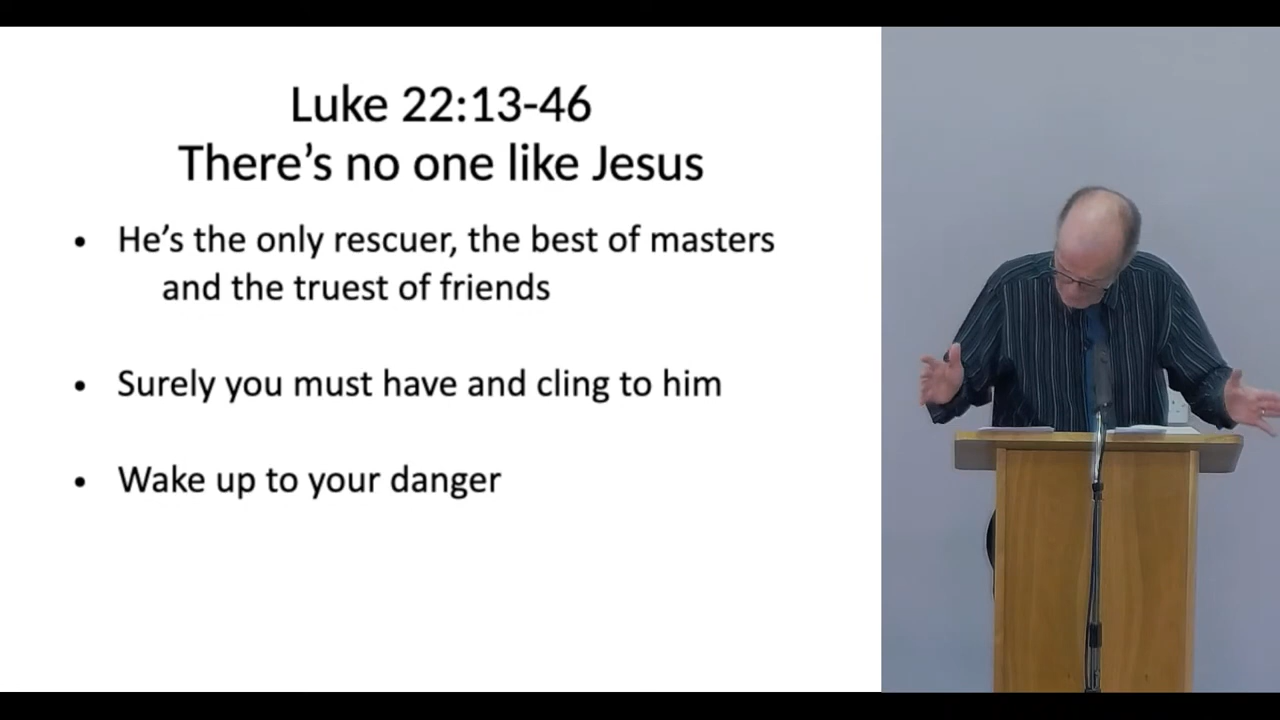 Luke 22:13-46
There’s no one like Jesus
• He’s the only rescuer, the best of masters
and the truest of friends
• Surely you must have and cling to him
• Wake up to your danger